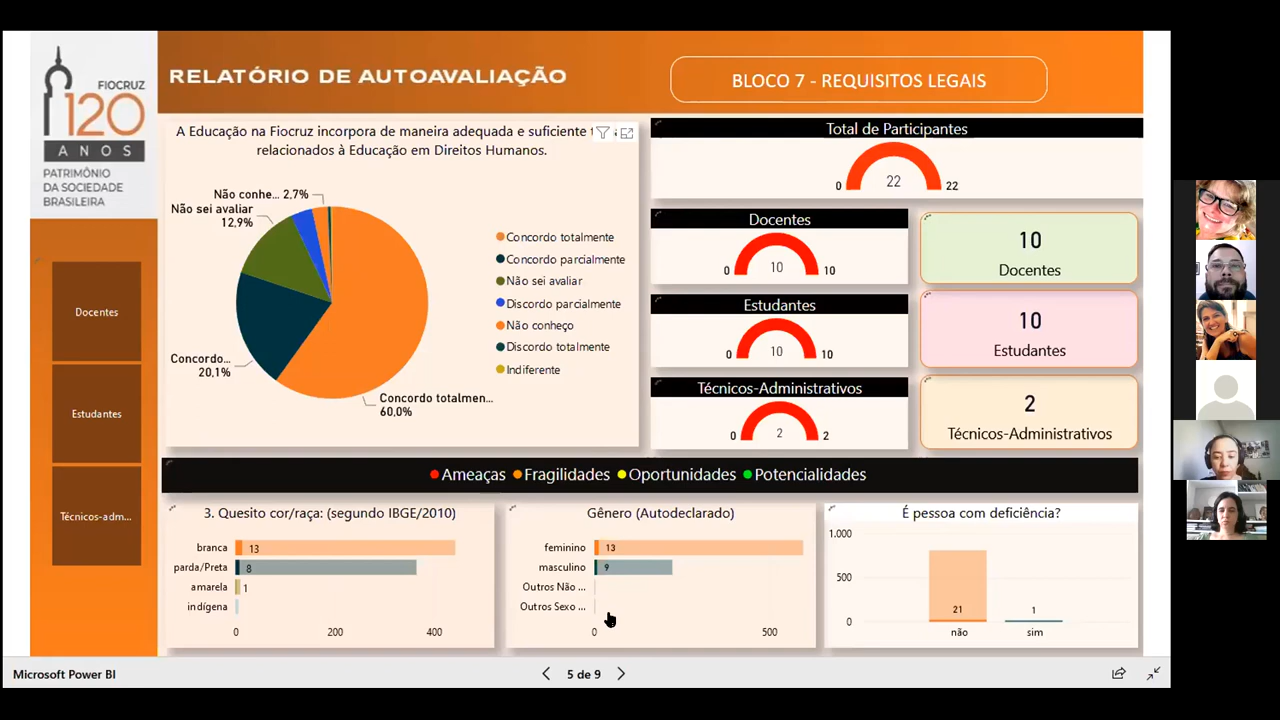 FIOCRUZ
120
ANOS
PATRIMÔNIO
DA SOCIEDADE
BRASILEIRA
RELATÓRIO DE AUTOAVALIAÇÃO
BLOCO 7 - REQUISITOS LEGAIS
A Educação na Fiocruz incorpora de maneira adequada e suficiente
relacionados à Educação em Direitos Humanos.
Não conhe... 2,7%
Não sei avaliar
12,9%
Concordo...
20,1%
Concordo totalmen...
60,0%
Concordo totalmente
Concordo parcialmente
Não sei avaliar
Discordo parcialmente
Não conheço
Discordo totalmente
Indiferente
Total de Participantes
0 22 22
Docentes
0 10 10
10
Docentes
Estudantes
0 10 10
10
Estudantes
Técnicos-Administrativos
0 2 2
2
Técnicos-Administrativos
Docentes
Estudantes
Técnicos-adm...
Ameaças Fragilidades Oportunidades Potencialidades
3. Quesito cor/raça: (segundo IBGE/2010)
branca 13
parda/Preta 8
amarela 1
indígena
0 200 400
Gênero (Autodeclarado)
feminino 13
masculino 9
Outros Não ...
Outros Sexo ...
0 500
É pessoa com deficiência?
1.000
500
0
21 1
não sim
Microsoft Power BI
5 de 9